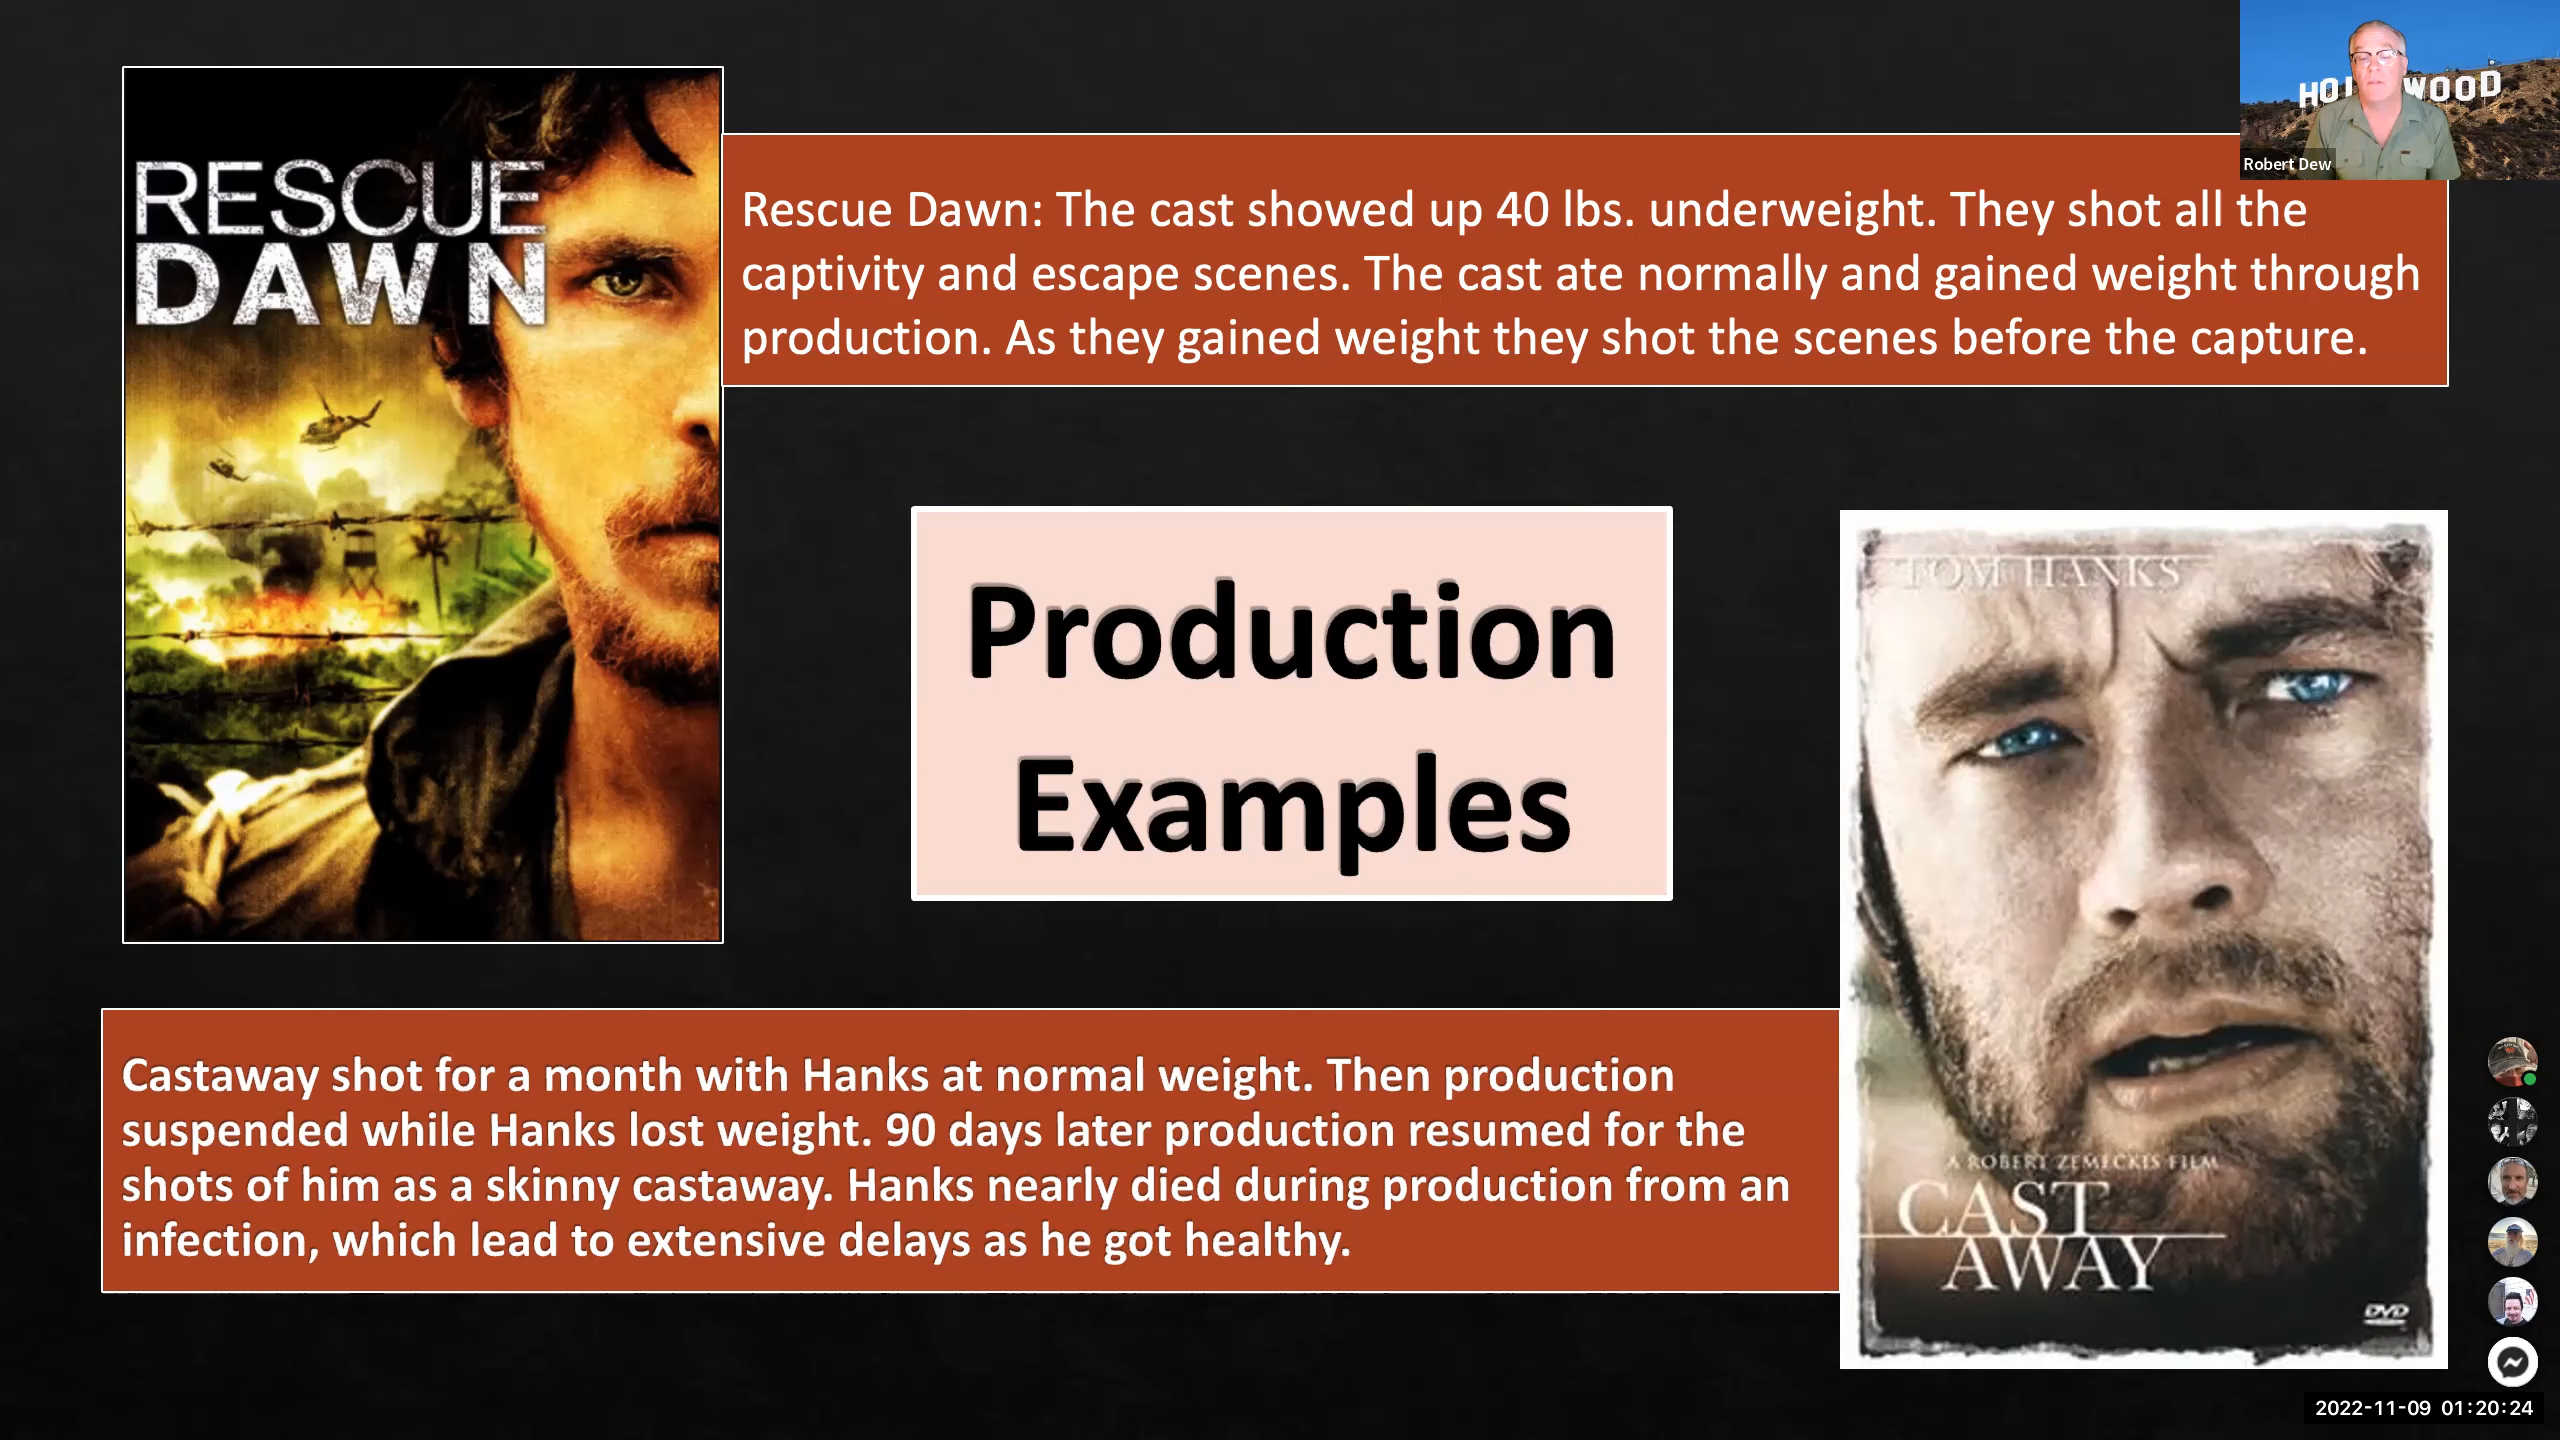 HOLLYWOOD
Robert Dew
RESCUE
DAWN
Rescue Dawn: The cast showed up 40 lbs. underweight. They shot all the
captivity and escape scenes. The cast ate normally and gained weight through
production. As they gained weight they shot the scenes before the capture.
Production
Examples
TOM HANKS
A ROBERT ZEMECKIS FILM
CAST
AWAY
DVD
Castaway shot for a month with Hanks at normal weight. Then production
suspended while Hanks lost weight. 90 days later production resumed for the
shots of him as a skinny castaway. Hanks nearly died during production from an
infection, which lead to extensive delays as he got healthy.
2022-11-09 01:20:24